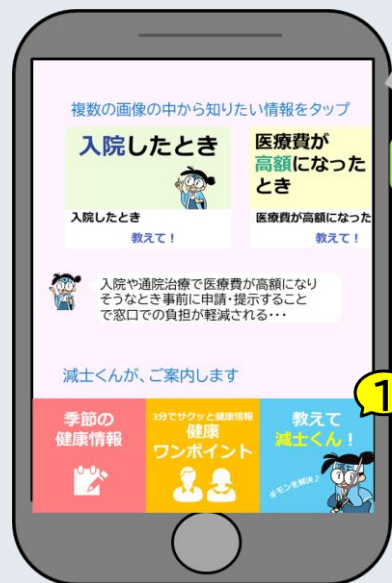 複数の画像の中から知りたい情報をタップ
入院したとき
入院したとき
教えて！
医療費が
高額になった
とき
医療費が高額になった
教えて！
入院や通院治療で医療費が高額になり
そうなとき事前に申請・提示すること
で窓口での負担が軽減される・・・
減士くんが、ご案内します
季節の
健康情報
3分でサクッと健康情報
健康
ワンポイント
1
教えて
減士くん！
ギモンを解決♪